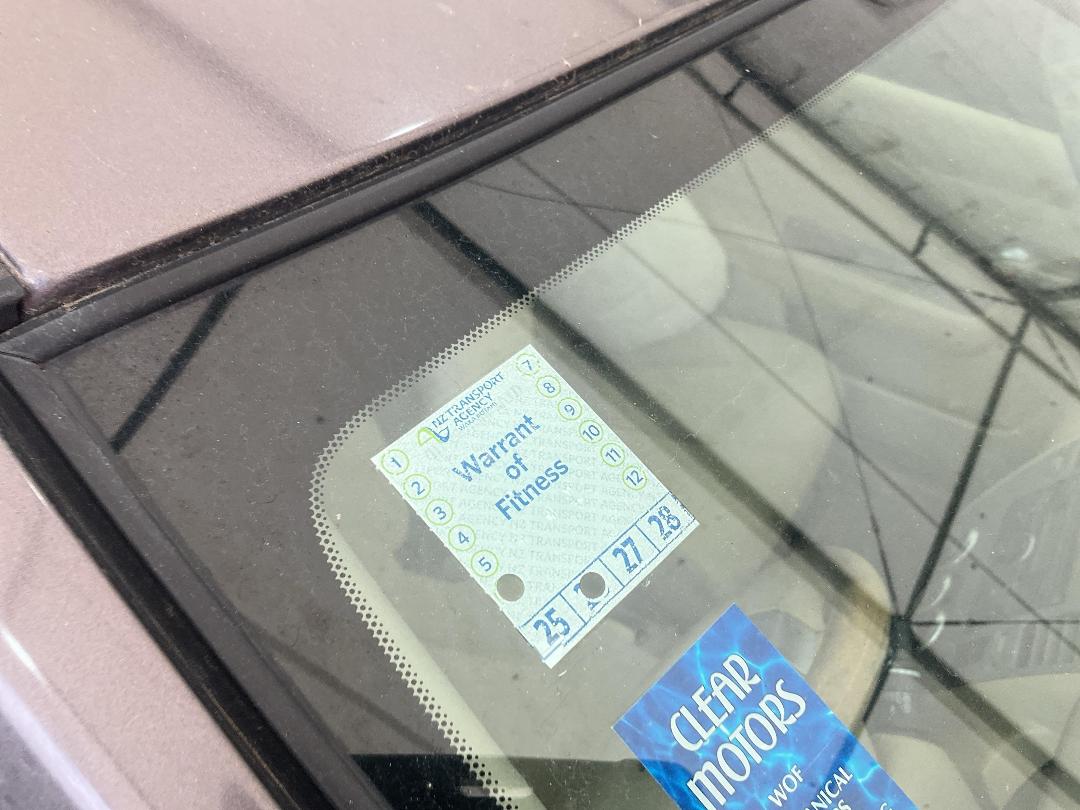 NZ TRANSPORT
AGENCY
WAKA KOTAHI
Warrant
of
Fitness
1
2
3
4
5
7
8
9
10
11
12
25
27
28
CLEAR
MOTORS
WOF